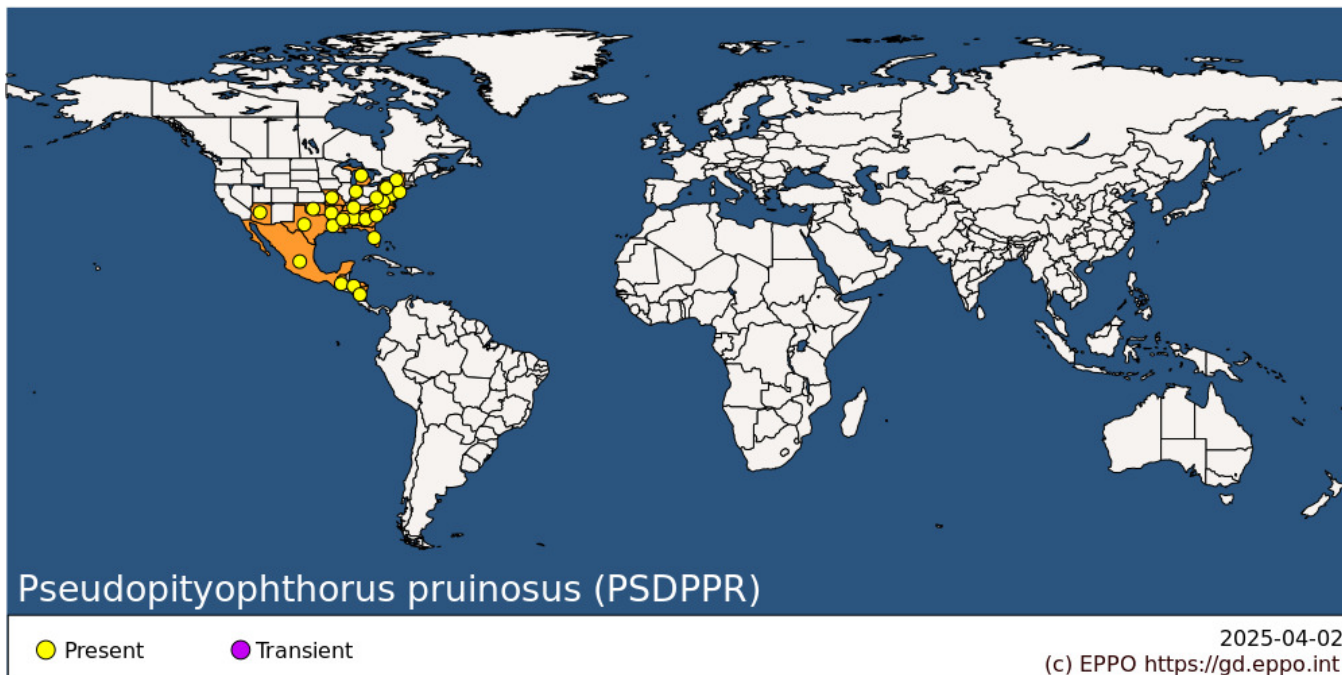 Pseudopityophthorus pruinosus (PSDPPR)
Present
Transient
2025-04-02
(c) EPPO https://gd.eppo.int